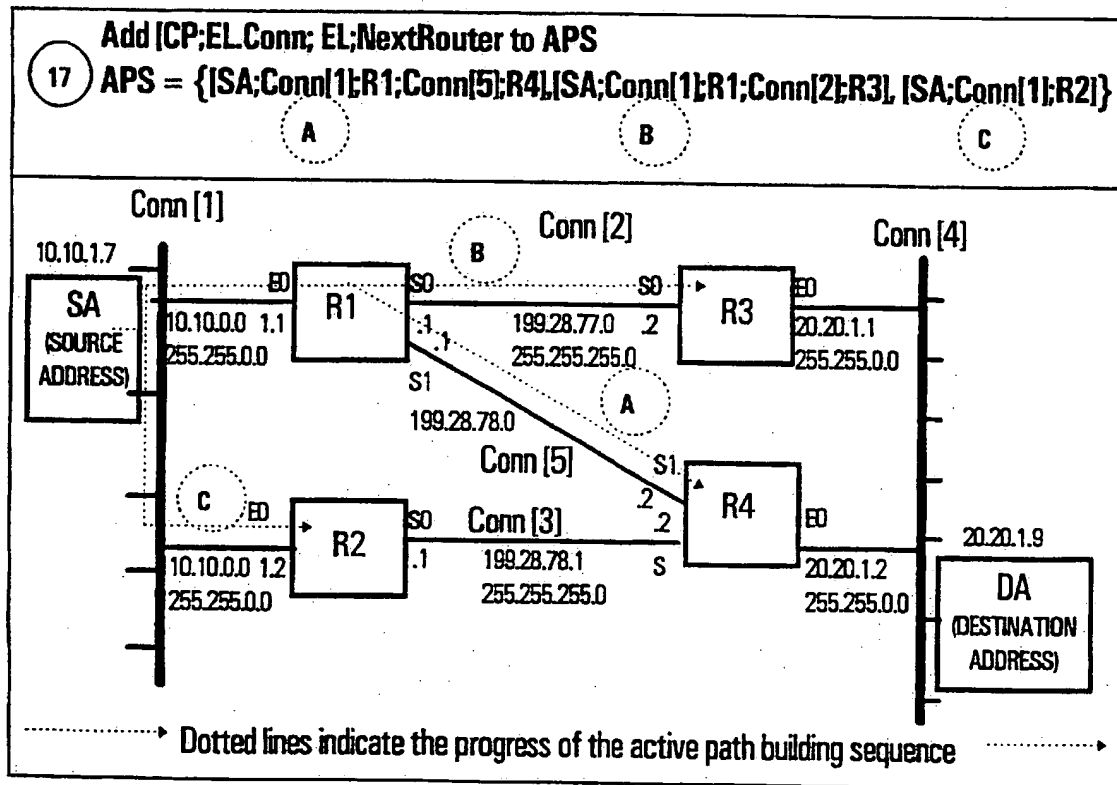 Add [CP;EL.Conn; EL;NextRouter to APS
17
APS = {[SA;Conn[1];R1;Conn[5];R4],[SA;Conn[1];R1;Conn[2];R3], [SA;Conn[1];R2]}
A
B
C
Conn [1]
Conn [2]
Conn [4]
10.10.1.7
SA
(SOURCE
ADDRESS)
B
E0
R1
S0
S0
R3
E0
10.10.0.0 1.1
255.255.0.0
.1
.1
199.28.77.0
.2
255.255.255.0
20.20.1.1
255.255.0.0
S1
199.28.78.0
A
Conn [5]
S1
.2
.2
R4
E0
C
E0
R2
S0
.1
Conn [3]
199.28.78.1
255.255.255.0
S
10.10.0.0 1.2
255.255.0.0
20.20.1.2
255.255.0.0
20.20.1.9
DA
(DESTINATION
ADDRESS)
Dotted lines indicate the progress of the active path building sequence